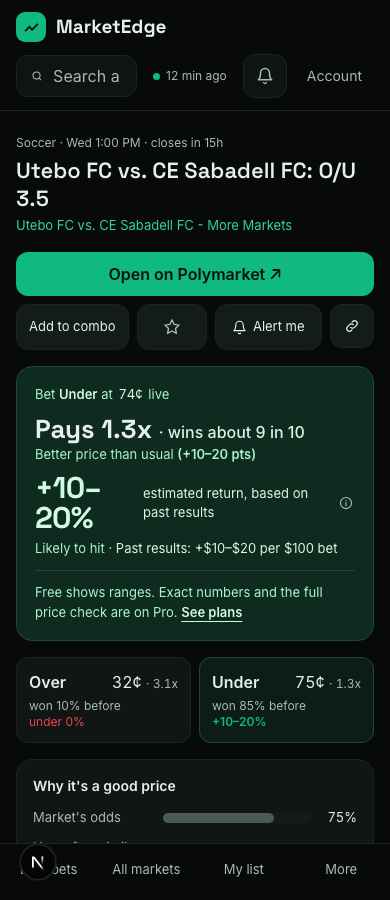 MarketEdge
Search a
12 min ago
Account
Soccer · Wed 1:00 PM · closes in 15h
Utebo FC vs. CE Sabadell FC: O/U
3.5
Utebo FC vs. CE Sabadell FC - More Markets
Open on Polymarket ↗
Add to combo
Alert me
Bet Under at 74¢ live
Pays 1.3x · wins about 9 in 10
Better price than usual (+10–20 pts)
+10–
20%
estimated return, based on
past results
Likely to hit · Past results: +$10–$20 per $100 bet
Free shows ranges. Exact numbers and the full
price check are on Pro. See plans
Over 32¢ · 3.1x
won 10% before
under 0%
Under 75¢ · 1.3x
won 85% before
+10–20%
Why it's a good price
Market's odds 75%
N
All markets
My list
More